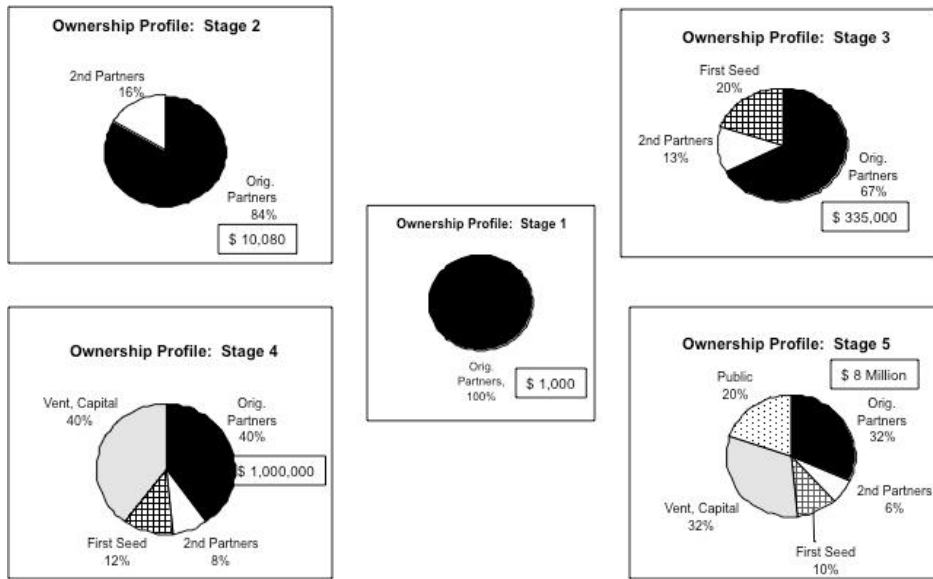 Ownership Profile: Stage 2
2nd Partners
16%
Orig.
Partners
84%
$ 10,080
Ownership Profile: Stage 3
First Seed
20%
2nd Partners
13%
Orig.
Partners
67%
$ 335,000
Ownership Profile: Stage 1
Orig.
Partners,
100%
$ 1,000
Ownership Profile: Stage 4
Vent, Capital
40%
Orig.
Partners
40%
$ 1,000,000
First Seed
12%
2nd Partners
8%
Ownership Profile: Stage 5
$ 8 Million
Public
20%
Orig.
Partners
32%
2nd Partners
6%
Vent, Capital
32%
First Seed
10%